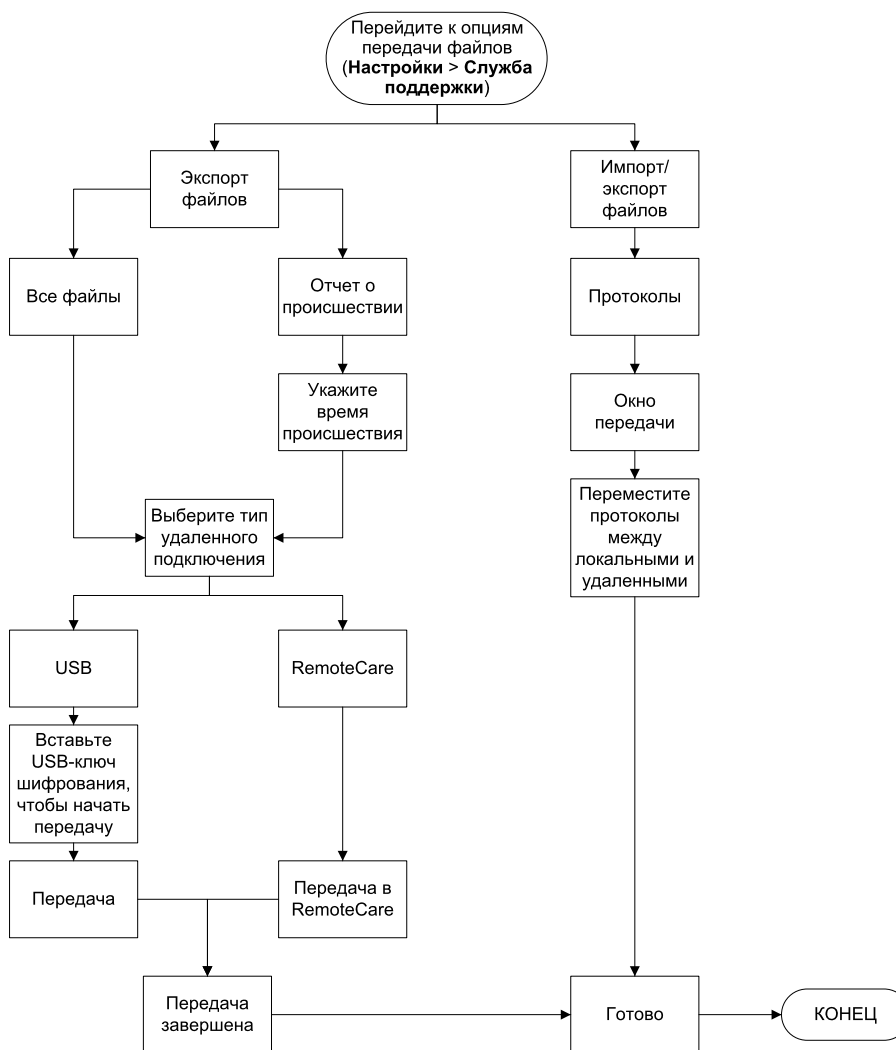 Перейдите к опциям
передачи файлов
(Настройки > Служба
поддержки)
Экспорт
файлов
Импорт/
экспорт
файлов
Все файлы
Отчет о
происшествии
Протоколы
Укажите
время
происшествия
Окно
передачи
Выберите тип
удаленного
подключения
Переместите
протоколы
между
локальными и
удаленными
USB
RemoteCare
Вставьте
USB-ключ
шифрования,
чтобы начать
передачу
Передача
Передача в
RemoteCare
Передача
завершена
Готово
КОНЕЦ